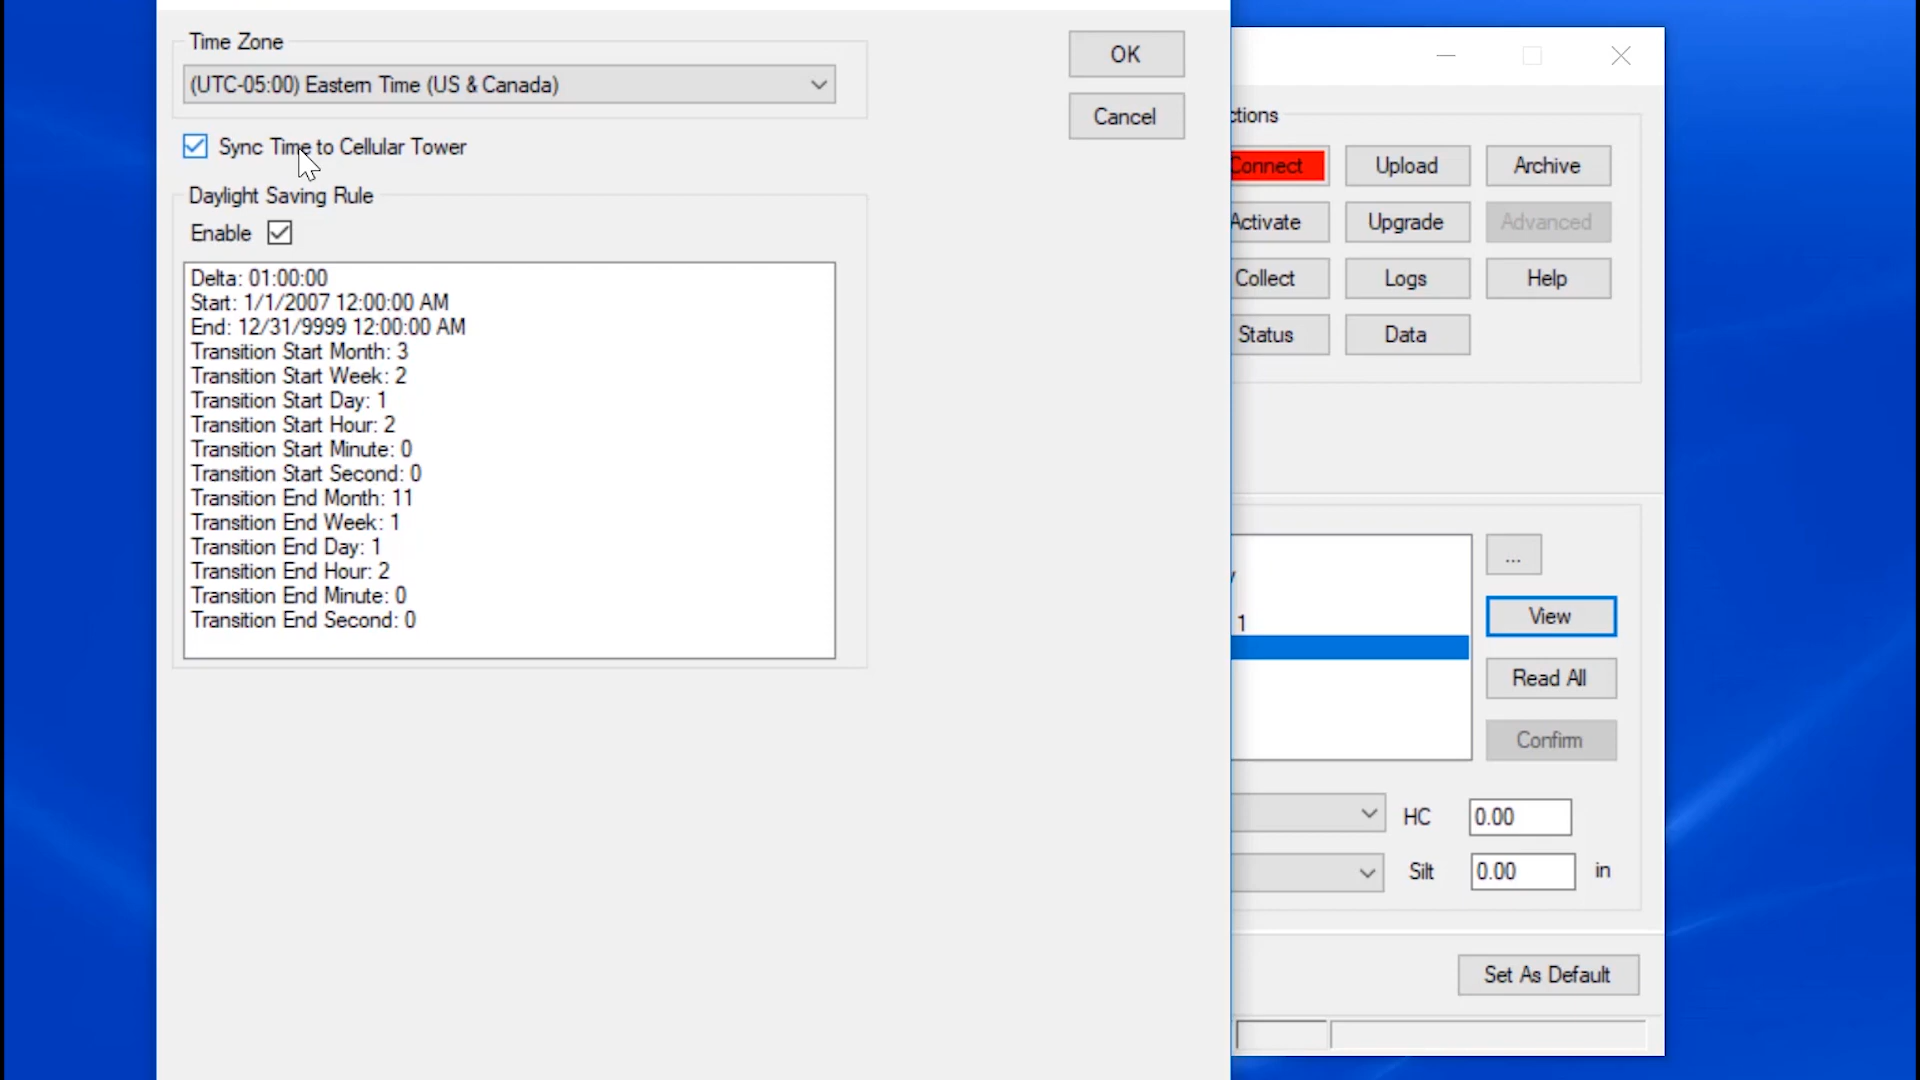 Time Zone
(UTC-05:00) Eastern Time (US & Canada)
Sync Time to Cellular Tower
Daylight Saving Rule
Enable
Delta: 01:00:00
Start: 1/1/2007 12:00:00 AM
End: 12/31/9999 12:00:00 AM
Transition Start Month: 3
Transition Start Week: 2
Transition Start Day: 1
Transition Start Hour: 2
Transition Start Minute: 0
Transition Start Second: 0
Transition End Month: 11
Transition End Week: 1
Transition End Day: 1
Transition End Hour: 2
Transition End Minute: 0
Transition End Second: 0
OK
Cancel
ctions
Connect Upload Archive
Activate Upgrade Advanced
Collect Logs Help
Status Data
1
...
View
Read All
Confirm
HC 0.00
Silt 0.00 in
Set As Default